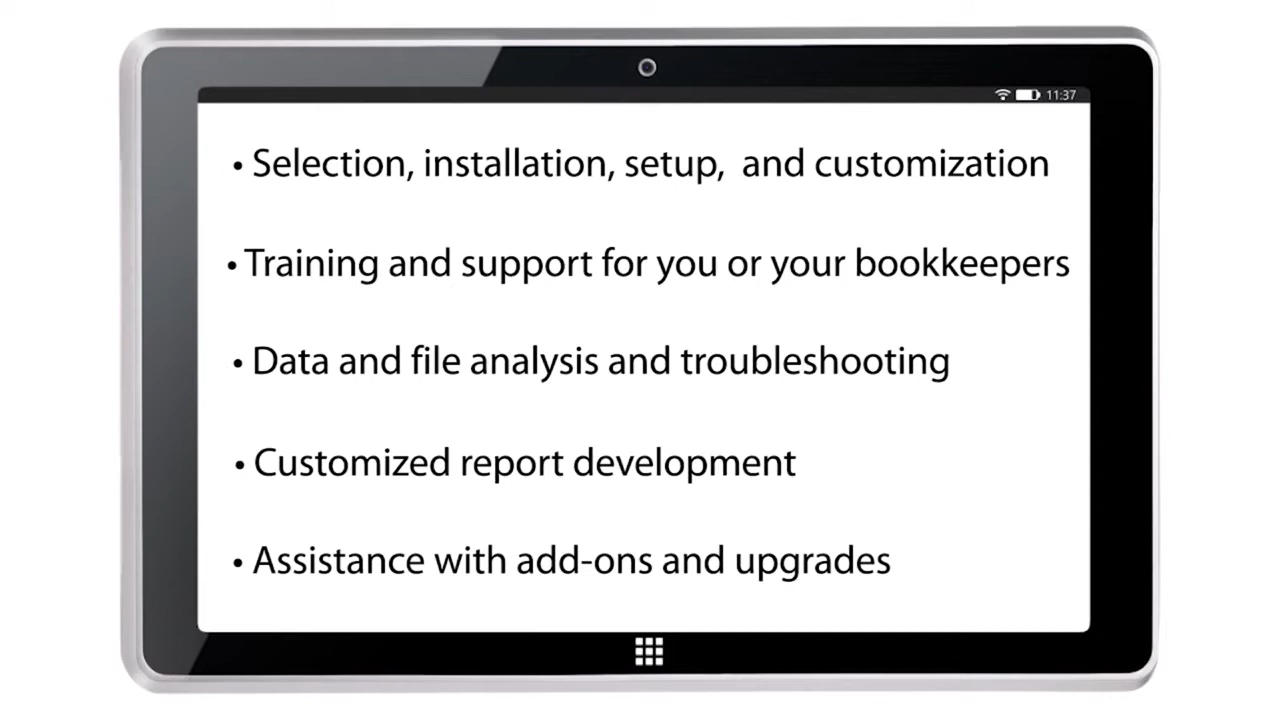 11:37
• Selection, installation, setup,  and customization
• Training and support for you or your bookkeepers
• Data and file analysis and troubleshooting
• Customized report development
• Assistance with add-ons and upgrades